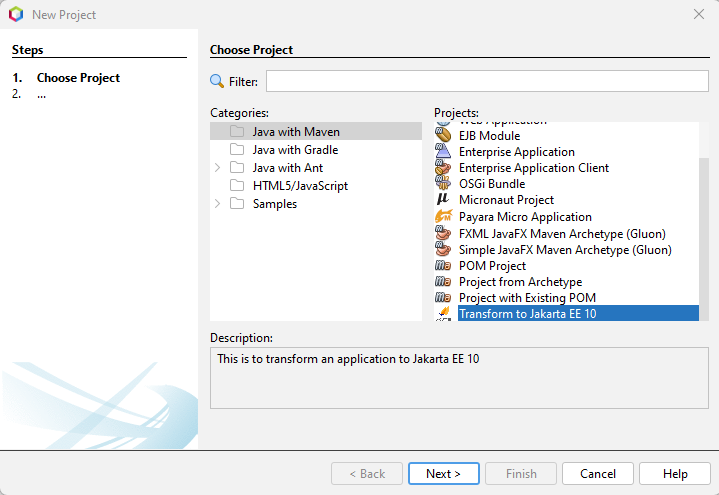 New Project
Steps
1. Choose Project
2. ...
Choose Project
Filter:
Categories:
Java with Maven
Java with Gradle
Java with Ant
HTML5/JavaScript
Samples
Projects:
Web Application
EJB Module
Enterprise Application
Enterprise Application Client
OSGi Bundle
Micronaut Project
Payara Micro Application
FXML JavaFX Maven Archetype (Gluon)
Simple JavaFX Maven Archetype (Gluon)
POM Project
Project from Archetype
Project with Existing POM
Transform to Jakarta EE 10
Description:
This is to transform an application to Jakarta EE 10
< Back
Next >
Finish
Cancel
Help